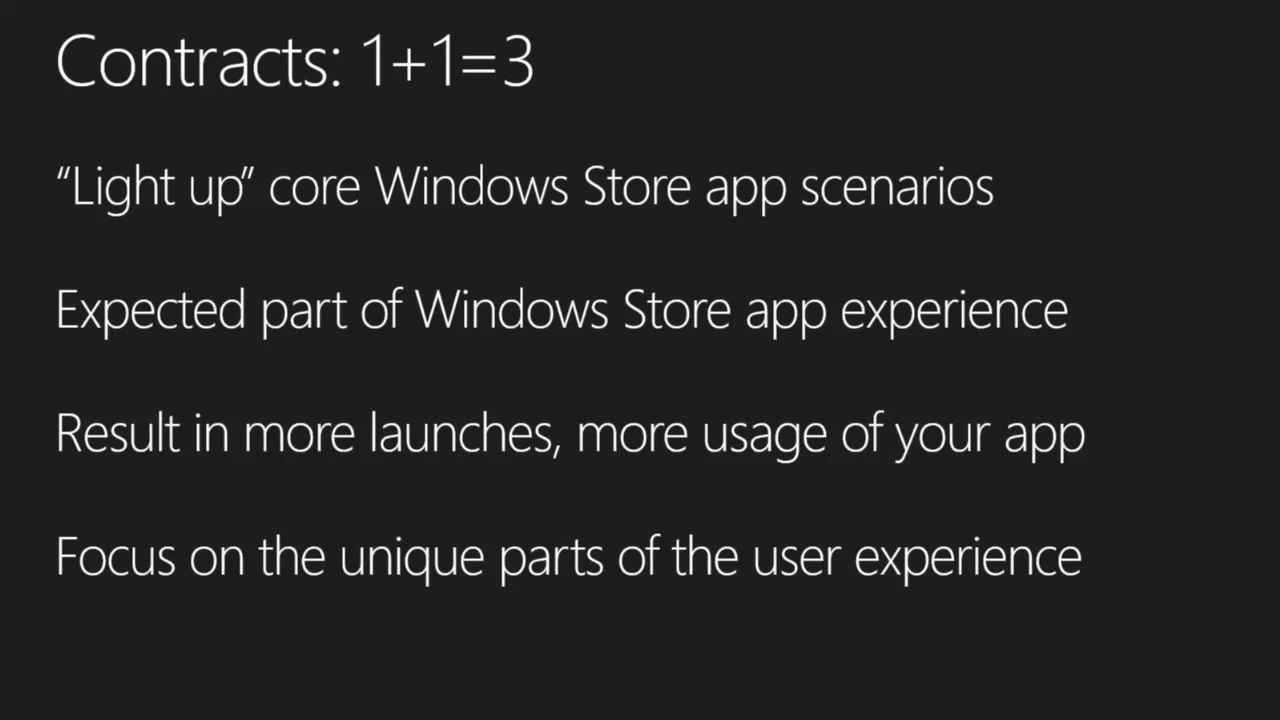 Contracts: 1+1=3
“Light up” core Windows Store app scenarios
Expected part of Windows Store app experience
Result in more launches, more usage of your app
Focus on the unique parts of the user experience